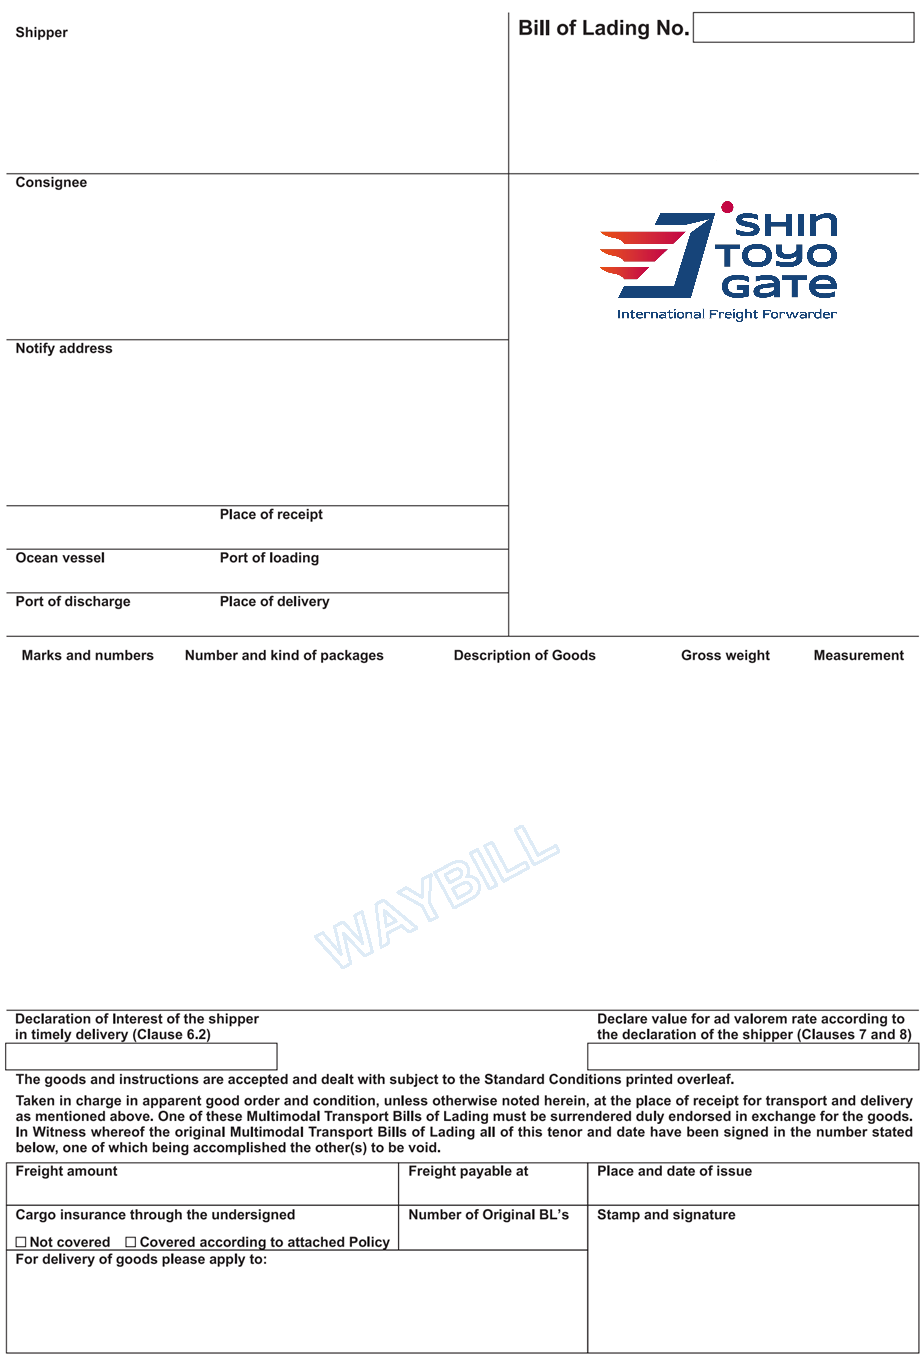 Shipper
Bill of Lading No.
Consignee
SHIN
TOYO
GATE
International Freight Forwarder
Notify address
Place of receipt
Ocean vessel
Port of loading
Port of discharge
Place of delivery
Marks and numbers
Number and kind of packages
Description of Goods
Gross weight
Measurement
WAYBILL
Declaration of Interest of the shipper
in timely delivery (Clause 6.2)
Declare value for ad valorem rate according to
the declaration of the shipper (Clauses 7 and 8)
The goods and instructions are accepted and dealt with subject to the Standard Conditions printed overleaf.
Taken in charge in apparent good order and condition, unless otherwise noted herein, at the place of receipt for transport and delivery
as mentioned above. One of these Multimodal Transport Bills of Lading must be surrendered duly endorsed in exchange for the goods.
In Witness whereof the original Multimodal Transport Bills of Lading all of this tenor and date have been signed in the number stated
below, one of which being accomplished the other(s) to be void.
Freight amount
Freight payable at
Place and date of issue
Cargo insurance through the undersigned
Number of Original BL's
Stamp and signature
Not covered
Covered according to attached Policy
For delivery of goods please apply to: